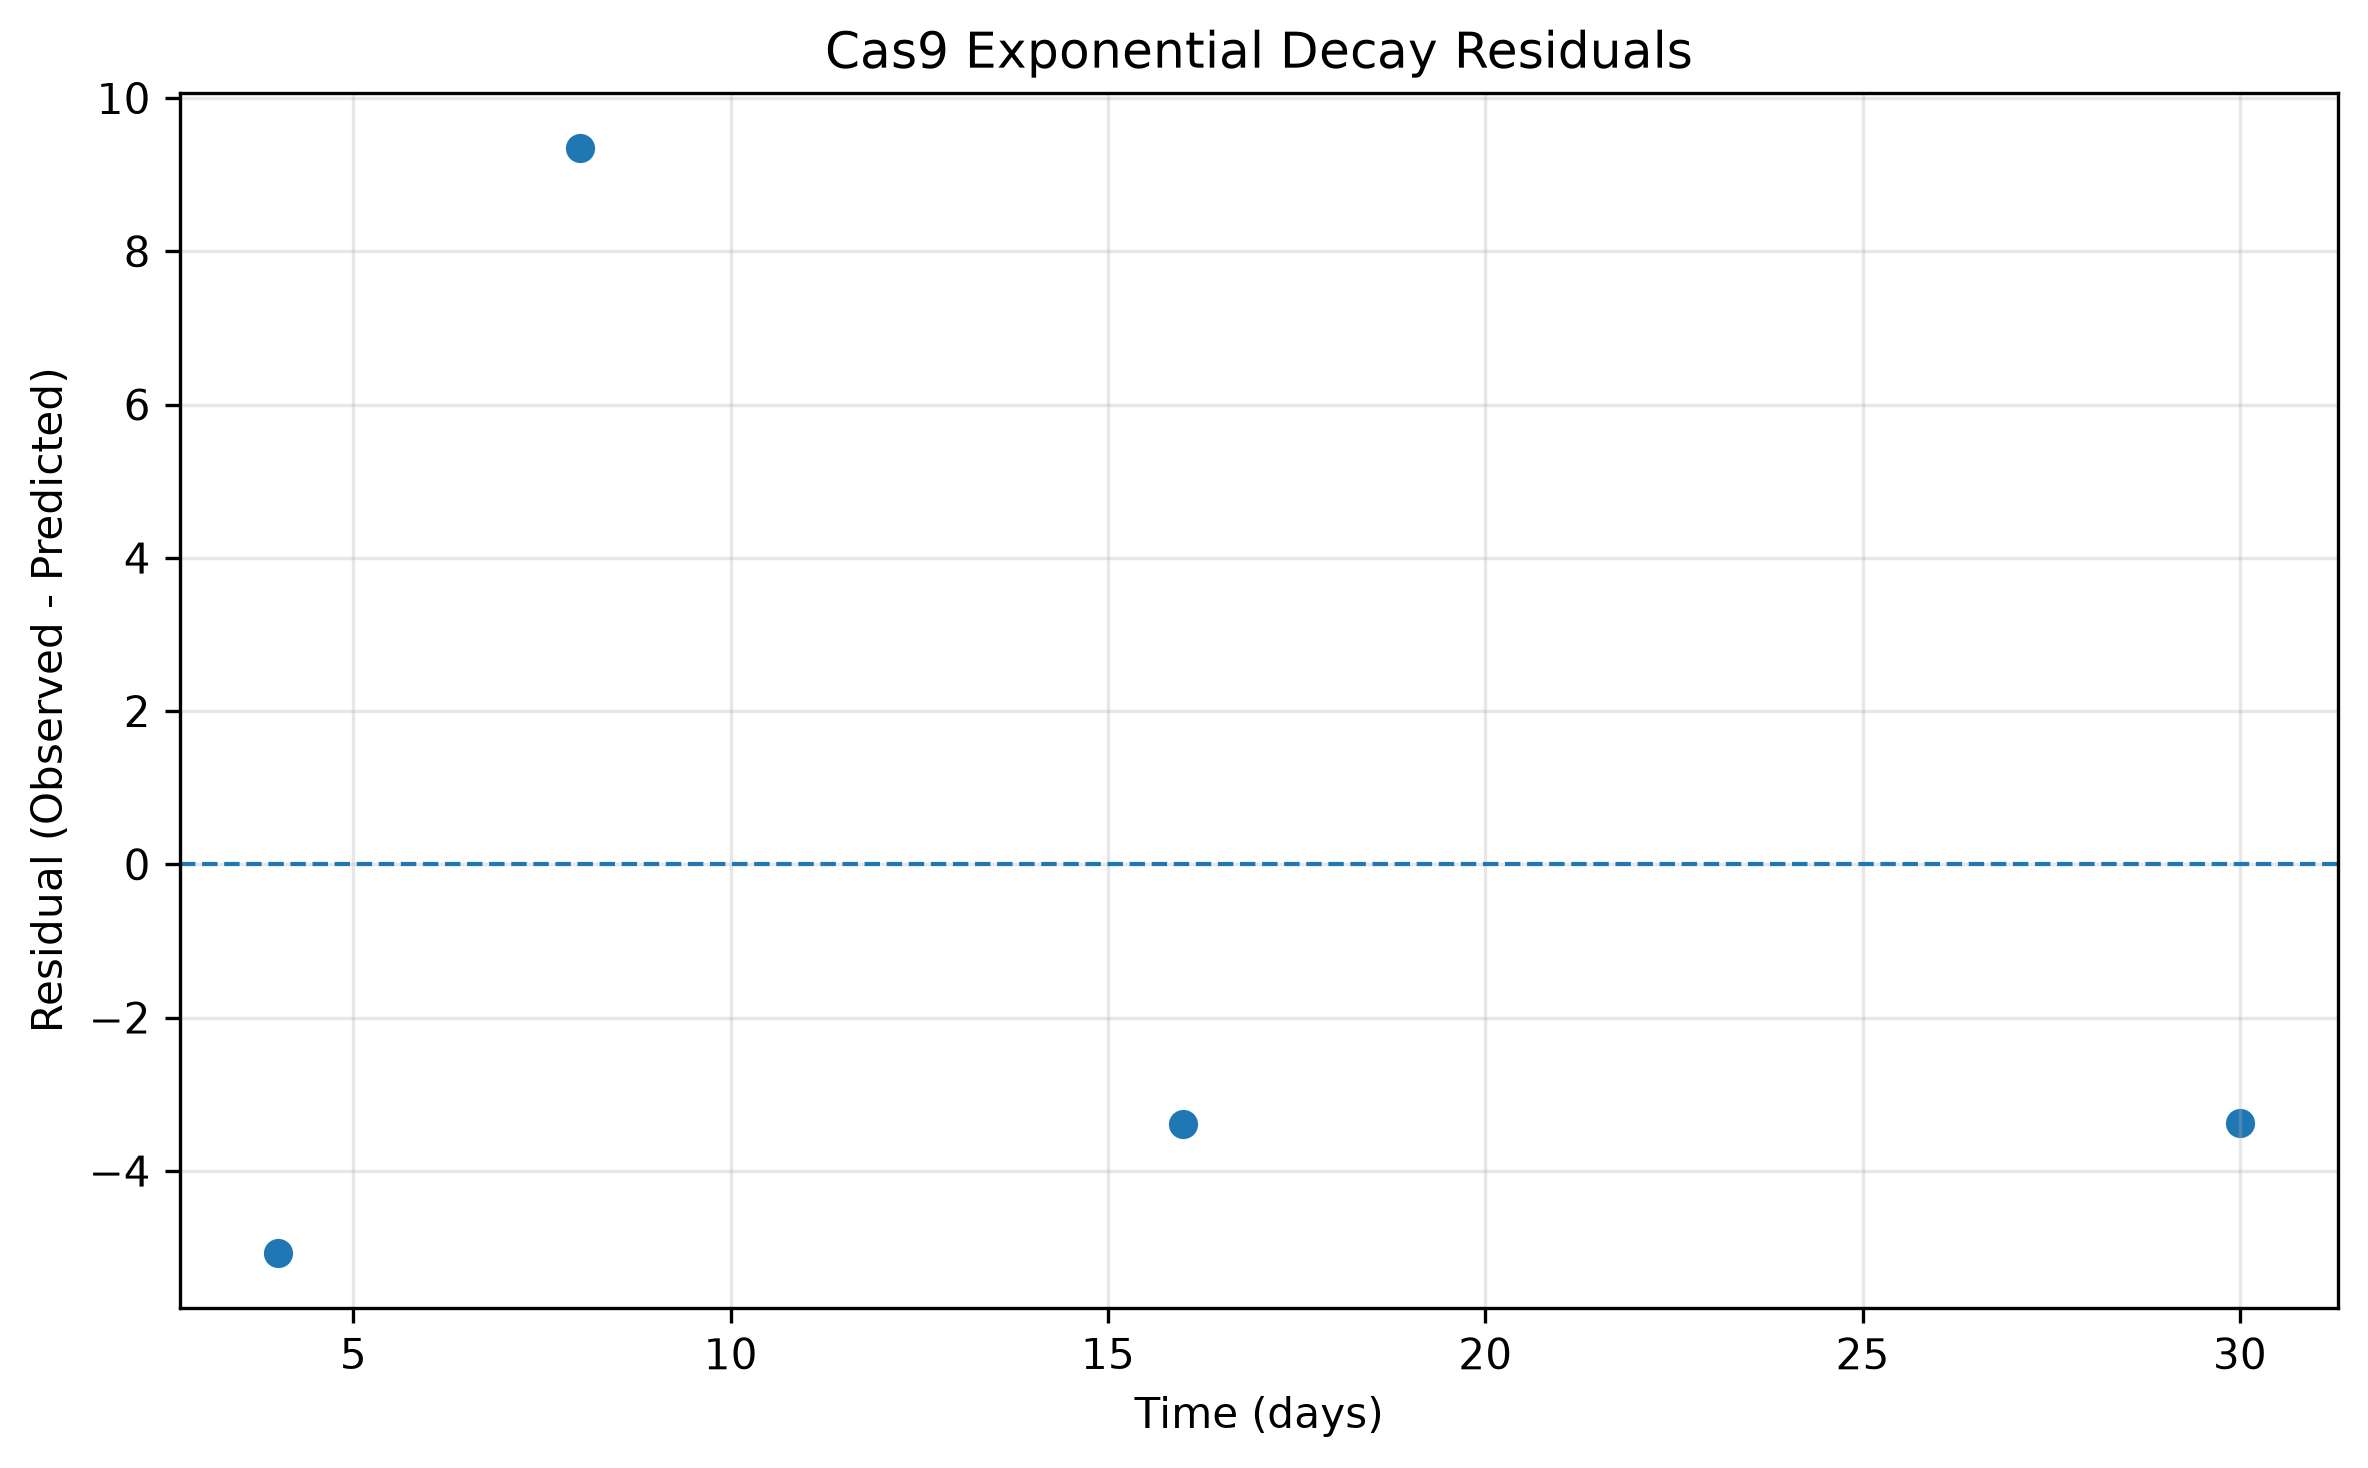 Cas9 Exponential Decay Residuals
Residual (Observed - Predicted)
10
8
6
4
2
0
−2
−4
5 10 15 20 25 30
Time (days)